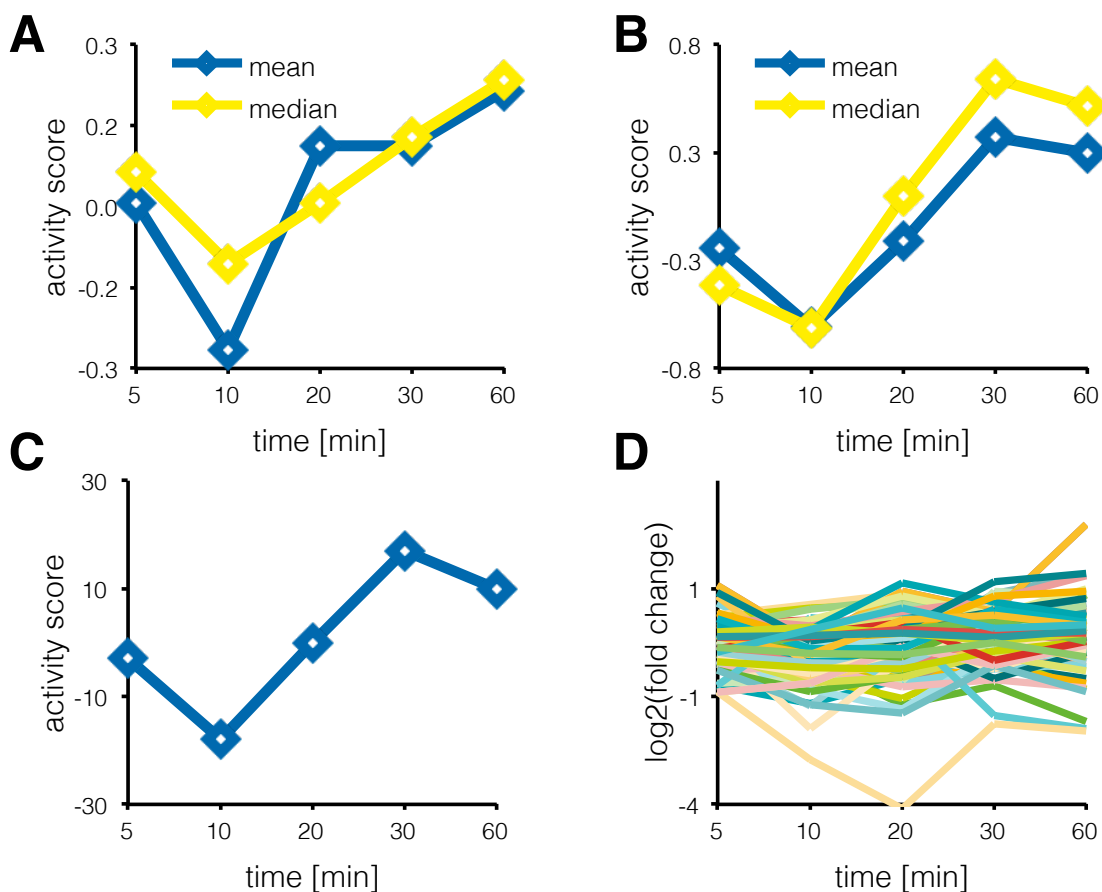 A
0.3
0.2
0.0
-0.2
-0.3
activity score
mean
median
5 10 20 30 60
time [min]
B
0.8
0.3
-0.3
-0.8
activity score
mean
median
5 10 20 30 60
time [min]
C
30
10
-10
-30
activity score
5 10 20 30 60
time [min]
D
1
-1
-4
log2(fold change)
5 10 20 30 60
time [min]